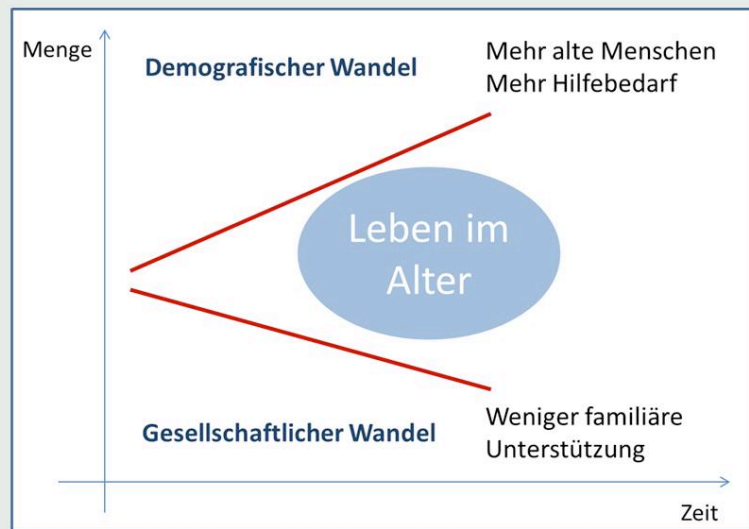 Menge
Demografischer Wandel
Mehr alte Menschen
Mehr Hilfebedarf
Leben im
Alter
Gesellschaftlicher Wandel
Weniger familiäre
Unterstützung
Zeit